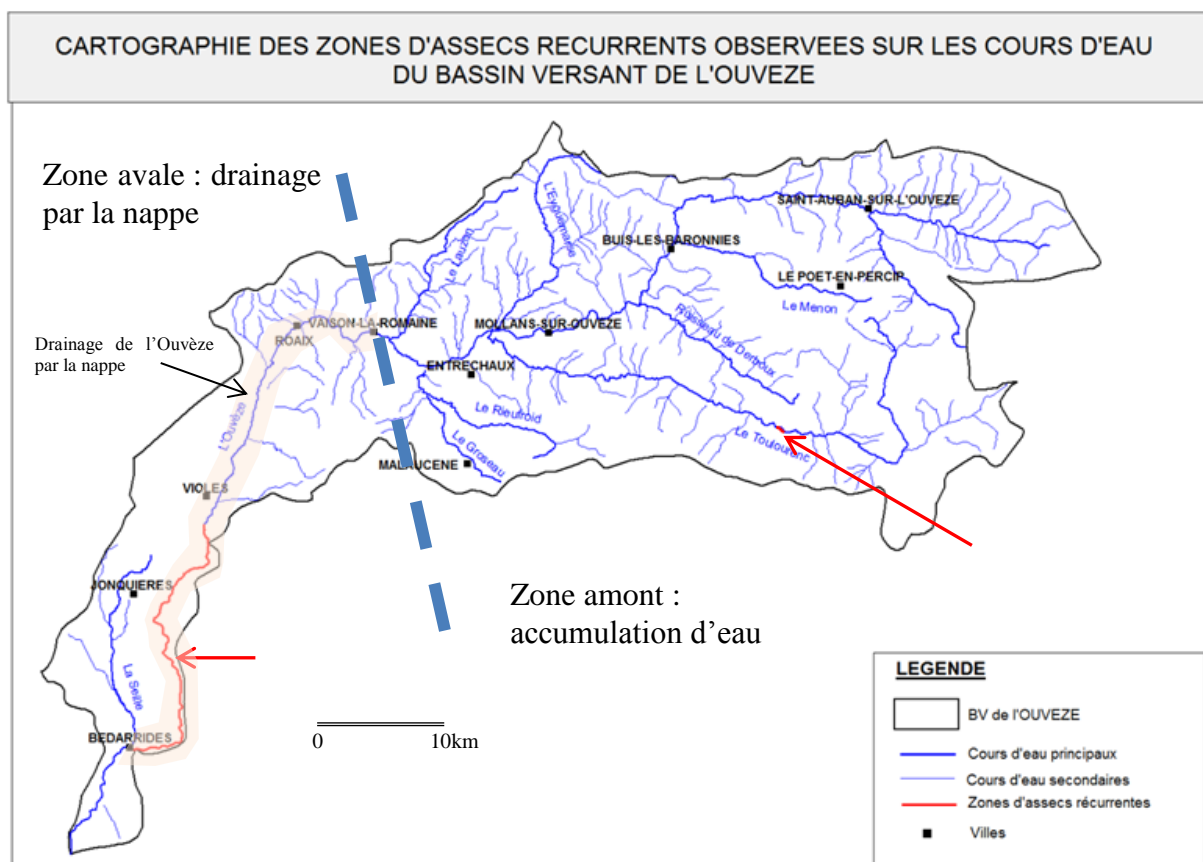 CARTOGRAPHIE DES ZONES D'ASSECS RECURRENTS OBSERVEES SUR LES COURS D'EAU
DU BASSIN VERSANT DE L'OUVEZE
Zone avale : drainage
par la nappe
SAINT-AUBAN-SUR-L'OUVEZE
L'Eyguemarse
Le Lauzon
BUIS-LES-BARONNIES
LE POET-EN-PERCIP
Le Menon
VAISON-LA-ROMAINE
MOLLANS-SUR-OUVEZE
ROAIX
Drainage de l'Ouvèze
par la nappe
Ruisseau de Derboux
ENTRECHAUX
L'Ouvèze
Le Rieufroid
Le Toulourenc
Le Groseau
MALAUCENE
VIOLES
JONQUIERES
Zone amont :
accumulation d'eau
La Seille
BEDARRIDES
0 10km
LEGENDE
BV de l'OUVEZE
Cours d'eau principaux
Cours d'eau secondaires
Zones d'assecs récurrentes
Villes